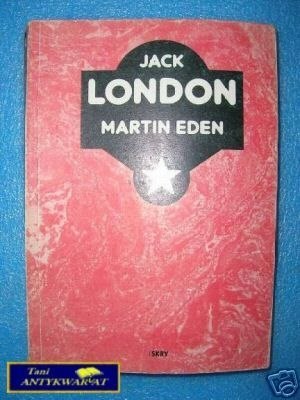 JACK
LONDON
MARTIN EDEN
ISKRY
Tani
ANTYKWARIAT